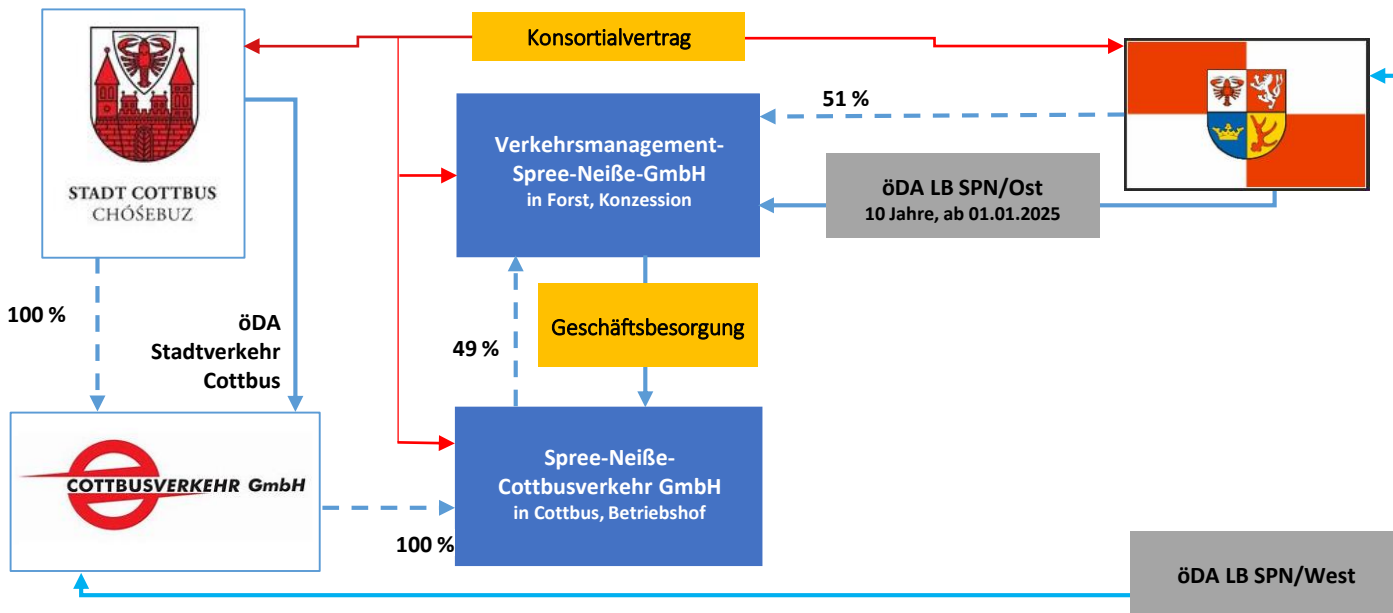 Konsortialvertrag
STADT COTTBUS
CHÓŚEBUZ
51 %
Verkehrsmanagement-
Spree-Neiße-GmbH
in Forst, Konzession
öDA LB SPN/Ost
10 Jahre, ab 01.01.2025
100 %
öDA
Stadtverkehr
Cottbus
49 %
Geschäftsbesorgung
COTTBUSVERKEHR GmbH
Spree-Neiße-
Cottbusverkehr GmbH
in Cottbus, Betriebshof
100 %
öDA LB SPN/West